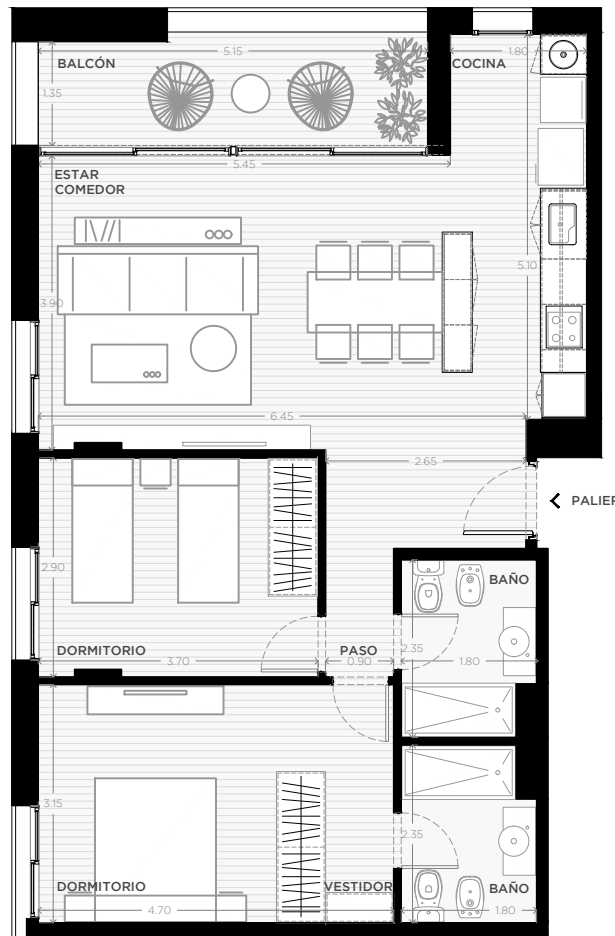 5.15
1.80
BALCÓN
COCINA
1.35
5.45
ESTAR
COMEDOR
5.10
3.90
6.45
2.65
PALIER
2.90
BAÑO
DORMITORIO
PASO
2.35
3.70
0.90
1.80
3.15
2.35
DORMITORIO
VESTIDOR
BAÑO
4.70
1.80